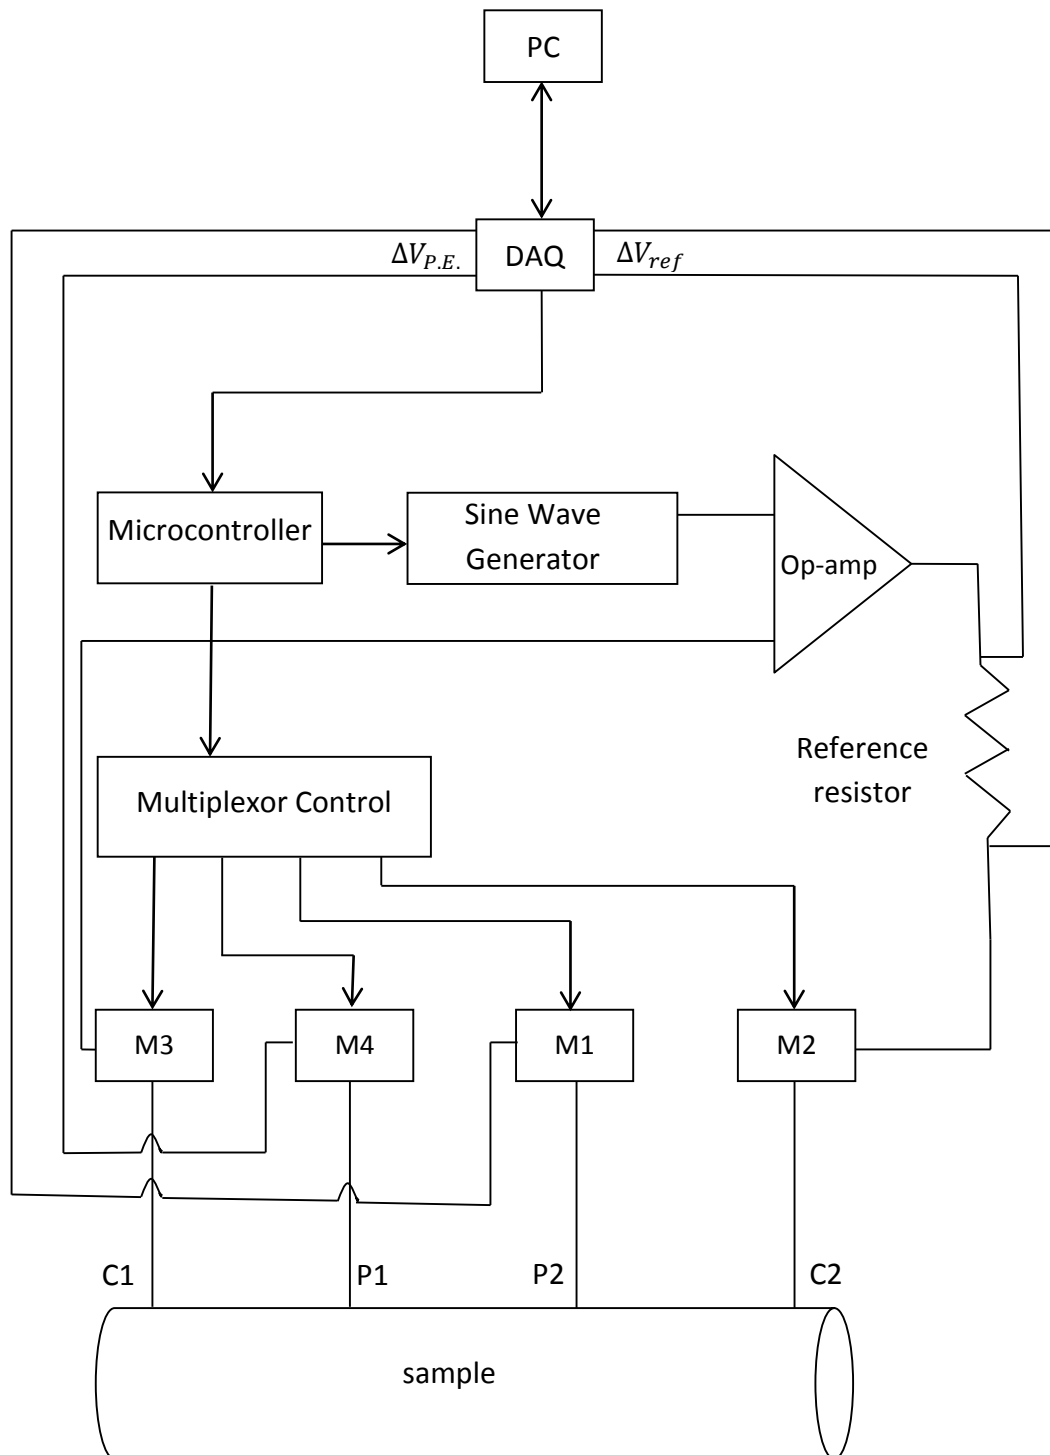 PC
ΔV_{P.E.}
DAQ
ΔV_{ref}
Microcontroller
Sine Wave
Generator
Op-amp
Reference
resistor
Multiplexor Control
M3
M4
M1
M2
C1
P1
P2
C2
sample